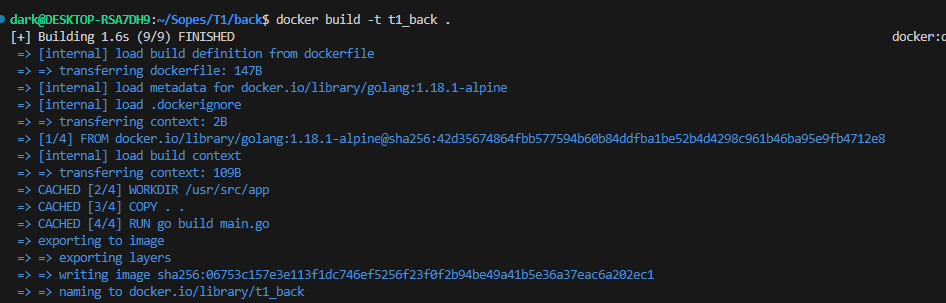 dark@DESKTOP-RSA7DH9:~/Sopes/T1/back$ docker build -t t1_back .
[+] Building 1.6s (9/9) FINISHED docker:d
=> [internal] load build definition from dockerfile
=> => transferring dockerfile: 147B
=> [internal] load metadata for docker.io/library/golang:1.18.1-alpine
=> [internal] load .dockerignore
=> => transferring context: 2B
=> [1/4] FROM docker.io/library/golang:1.18.1-alpine@sha256:42d35674864fbb577594b60b84ddfba1be52b4d4298c961b46ba95e9fb4712e8
=> [internal] load build context
=> => transferring context: 109B
=> CACHED [2/4] WORKDIR /usr/src/app
=> CACHED [3/4] COPY . .
=> CACHED [4/4] RUN go build main.go
=> exporting to image
=> => exporting layers
=> => writing image sha256:06753c157e3e113f1dc746ef5256f23f0f2b94be49a41b5e36a37eac6a202ec1
=> => naming to docker.io/library/t1_back